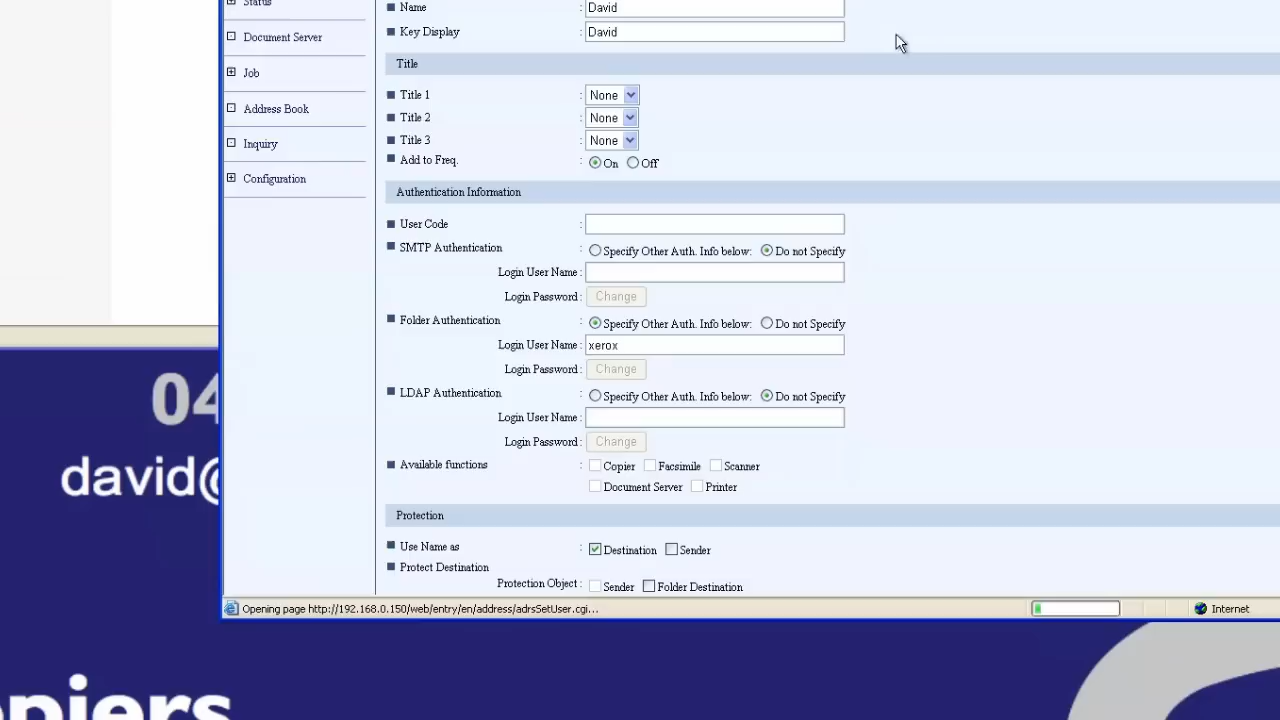 Status
Name : David
Document Server
Key Display : David
Title
Job
Title 1 : None
Address Book
Title 2 : None
Inquiry
Title 3 : None
Add to Freq. : On Off
Configuration
Authentication Information
User Code :
SMTP Authentication : Specify Other Auth. Info below: Do not Specify
Login User Name :
Login Password : Change
Folder Authentication : Specify Other Auth. Info below: Do not Specify
Login User Name : xerox
Login Password : Change
LDAP Authentication : Specify Other Auth. Info below: Do not Specify
Login User Name :
Login Password : Change
Available functions : Copier Facsimile Scanner
Document Server Printer
Protection
Use Name as : Destination Sender
Protect Destination
Protection Object : Sender Folder Destination
Opening page http://192.168.0.150/web/entry/en/address/adrsSetUser.cgi... Internet
04
david@
opiers